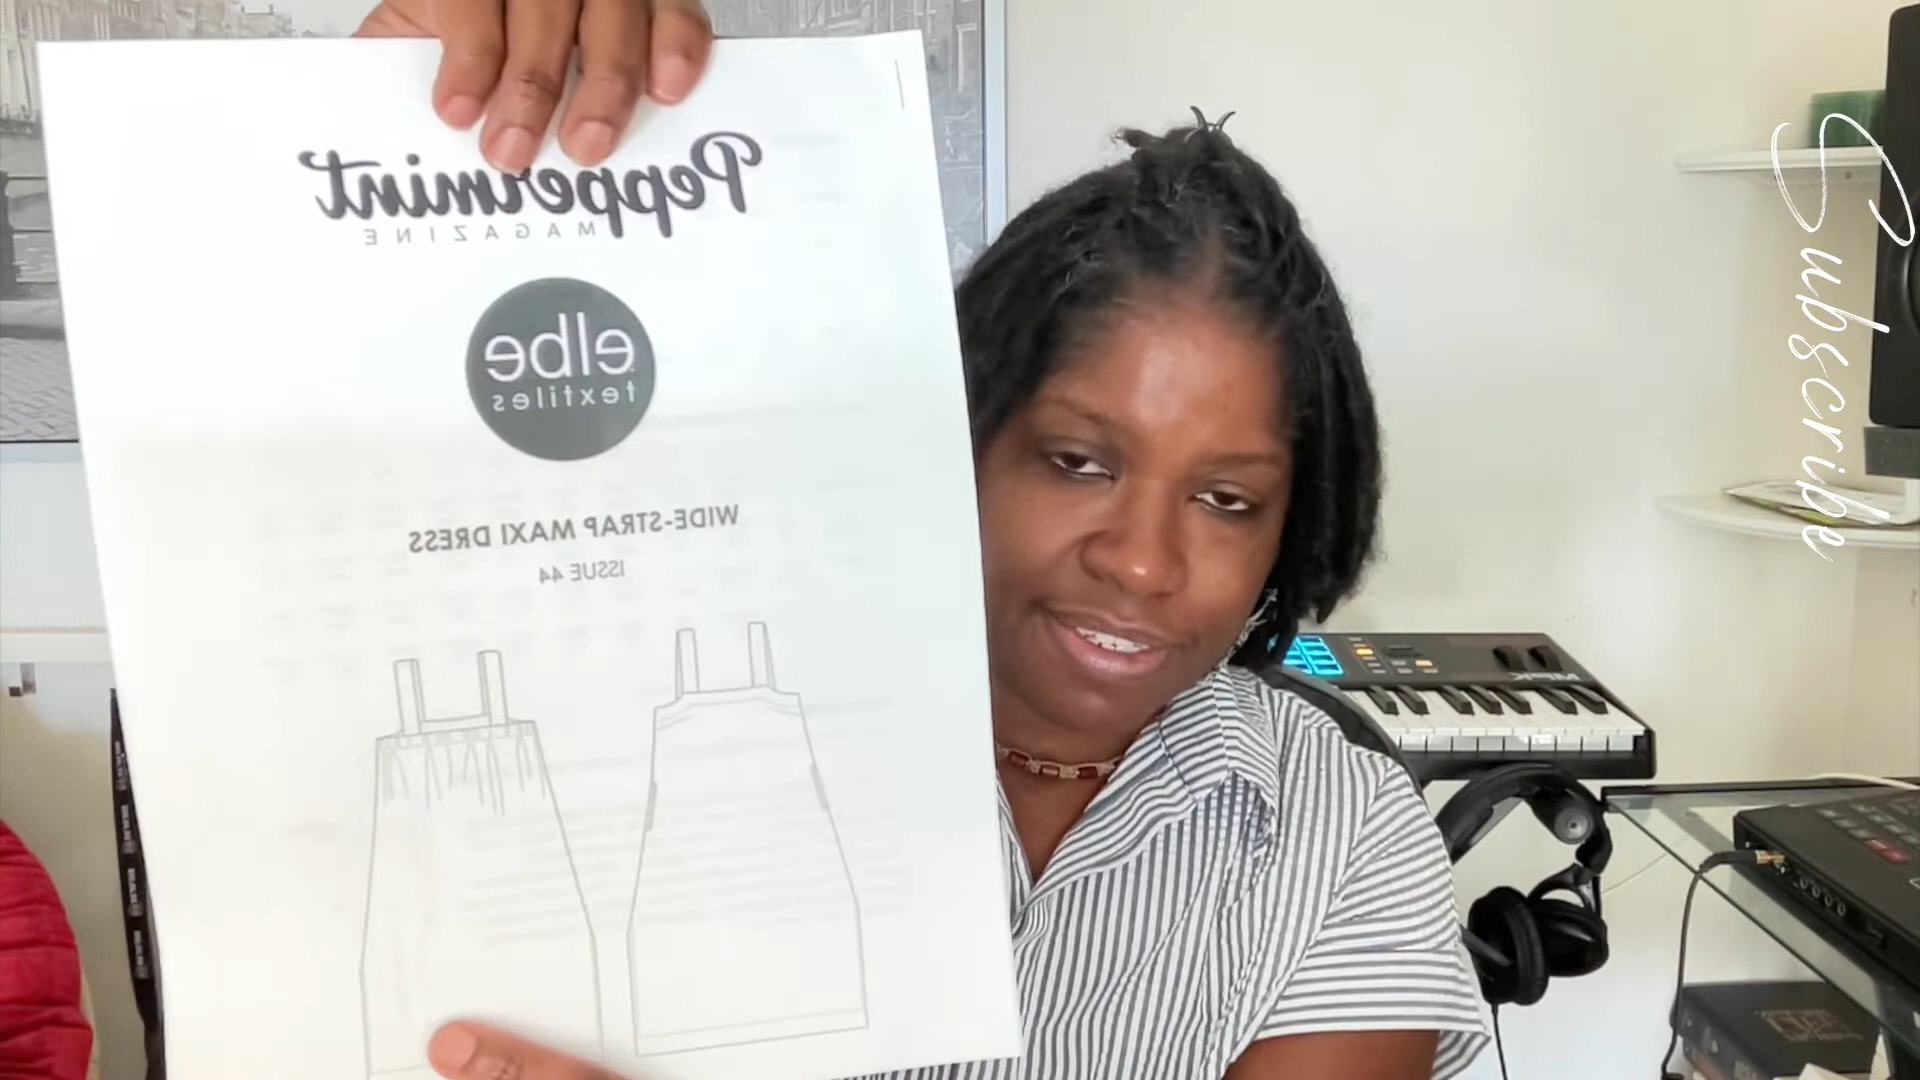 Peppermint
MAGAZINE
elbe
textiles
WIDE-STRAP MAXI DRESS
ISSUE 44
Subscribe